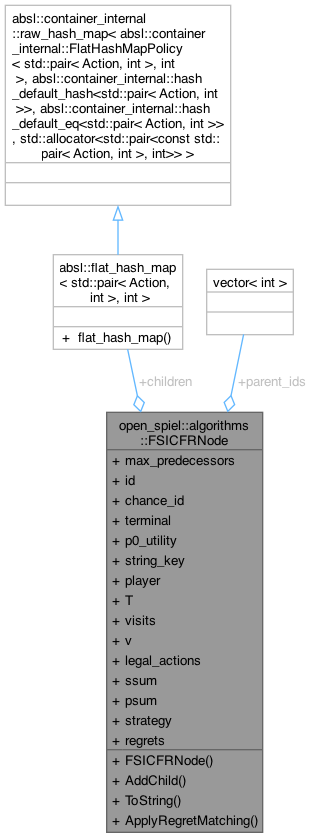 absl::container_internal
::raw_hash_map< absl::container
_internal::FlatHashMapPolicy
< std::pair< Action, int >, int
>, absl::container_internal::hash
_default_hash<std::pair< Action, int
>>, absl::container_internal::hash
_default_eq<std::pair< Action, int >>
, std::allocator<std::pair<const std::
pair< Action, int >, int>> >
absl::flat_hash_map
< std::pair< Action,
int >, int >
+ flat_hash_map()
vector< int >
+children
+parent_ids
open_spiel::algorithms
::FSICFRNode
+ max_predecessors
+ id
+ chance_id
+ terminal
+ p0_utility
+ string_key
+ player
+ T
+ visits
+ v
+ legal_actions
+ ssum
+ psum
+ strategy
+ regrets
+ FSICFRNode()
+ AddChild()
+ ToString()
+ ApplyRegretMatching()